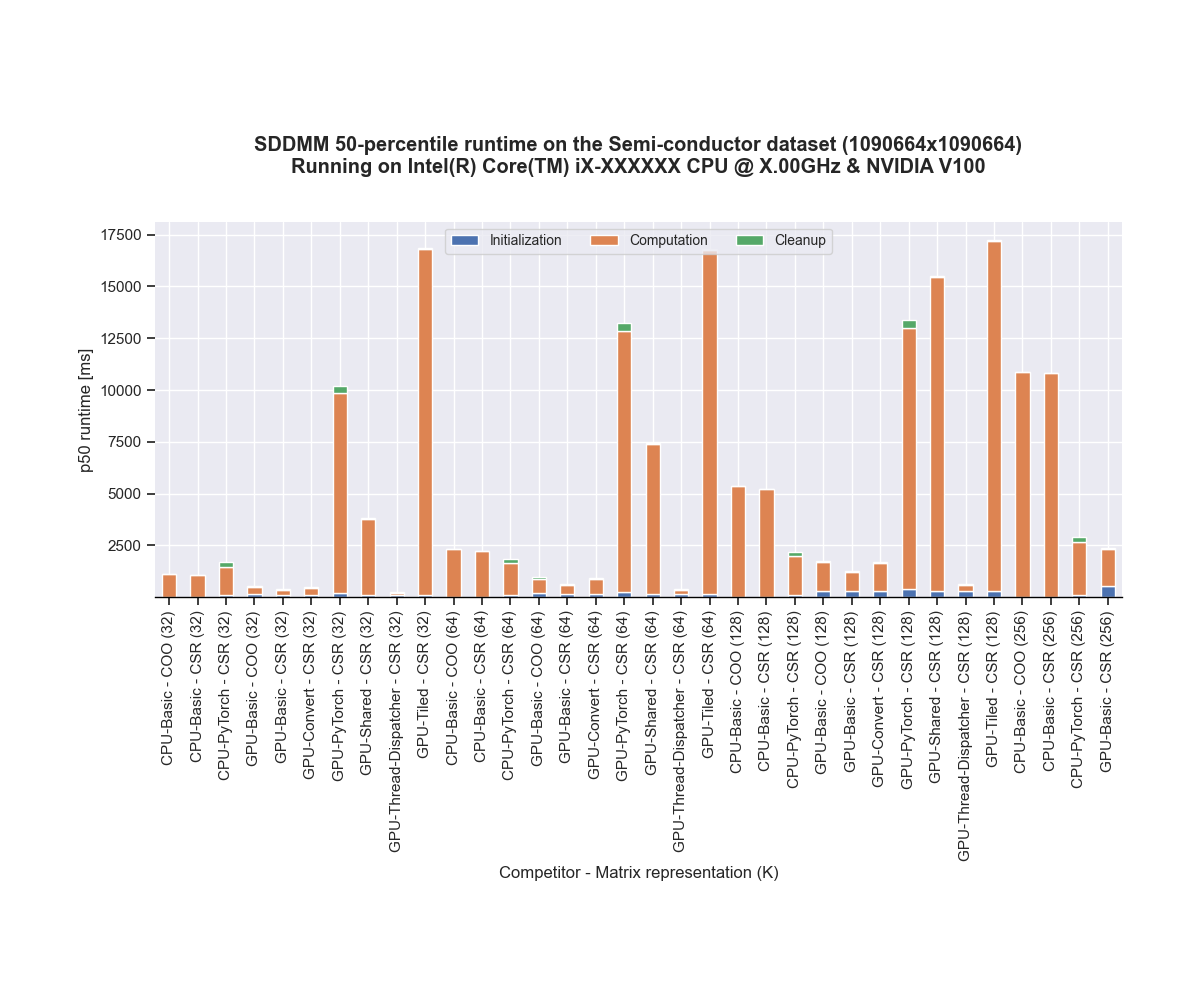 SDDMM 50-percentile runtime on the Semi-conductor dataset (1090664x1090664)
Running on Intel(R) Core(TM) iX-XXXXXX CPU @ X.00GHz & NVIDIA V100
Initialization
Computation
Cleanup
p50 runtime [ms]
17500
15000
12500
10000
7500
5000
2500
CPU-Basic - COO (32)
CPU-Basic - CSR (32)
CPU-PyTorch - CSR (32)
GPU-Basic - COO (32)
GPU-Basic - CSR (32)
GPU-Convert - CSR (32)
GPU-PyTorch - CSR (32)
GPU-Shared - CSR (32)
GPU-Thread-Dispatcher - CSR (32)
GPU-Tiled - CSR (32)
CPU-Basic - COO (64)
CPU-Basic - CSR (64)
CPU-PyTorch - CSR (64)
GPU-Basic - COO (64)
GPU-Basic - CSR (64)
GPU-Convert - CSR (64)
GPU-PyTorch - CSR (64)
GPU-Shared - CSR (64)
GPU-Thread-Dispatcher - CSR (64)
GPU-Tiled - CSR (64)
CPU-Basic - COO (128)
CPU-Basic - CSR (128)
CPU-PyTorch - CSR (128)
GPU-Basic - COO (128)
GPU-Basic - CSR (128)
GPU-Convert - CSR (128)
GPU-PyTorch - CSR (128)
GPU-Shared - CSR (128)
GPU-Thread-Dispatcher - CSR (128)
GPU-Tiled - CSR (128)
CPU-Basic - COO (256)
CPU-Basic - CSR (256)
CPU-PyTorch - CSR (256)
GPU-Basic - CSR (256)
Competitor - Matrix representation (K)